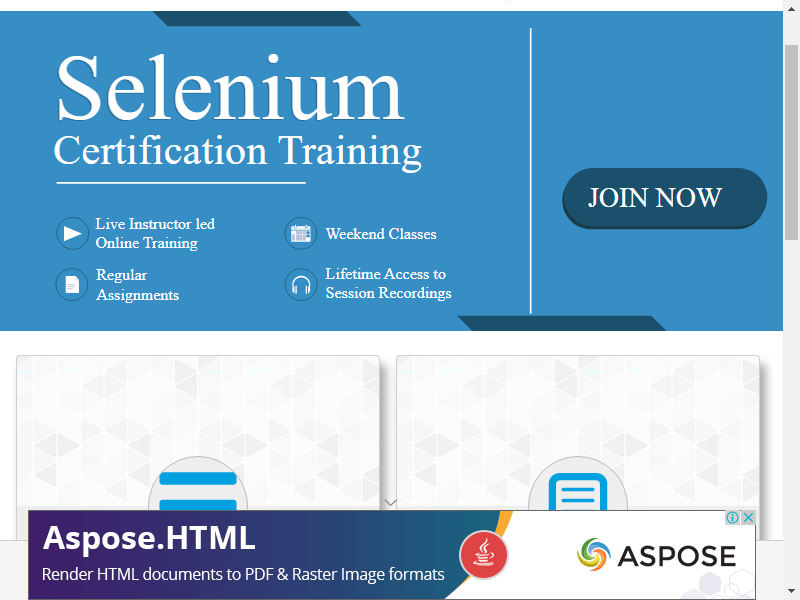 Selenium
Certification Training
JOIN NOW
Live Instructor led
Online Training
Weekend Classes
Regular
Assignments
Lifetime Access to
Session Recordings
Aspose.HTML
Render HTML documents to PDF & Raster Image formats
ASPOSE